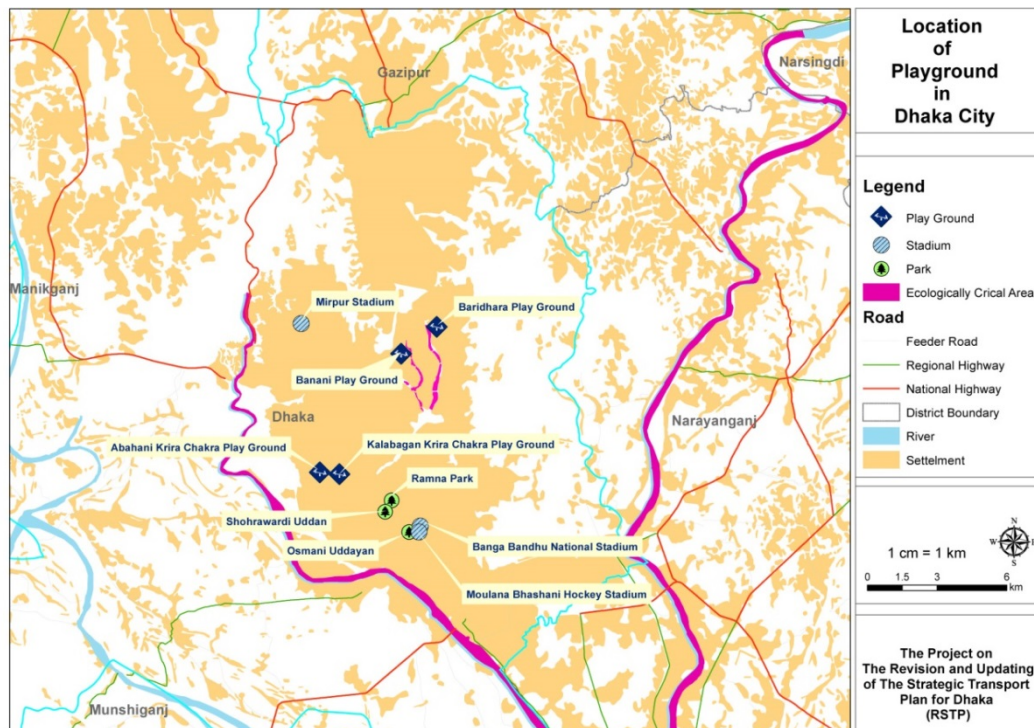 Location
of
Playground
in
Dhaka City
Legend
Play Ground
Stadium
Park
Ecologically Crical Area
Road
Feeder Road
Regional Highway
National Highway
District Boundary
River
Settelment
1 cm = 1 km
N
W
E
S
0 1.5 3 6
km
The Project on
The Revision and Updating
of The Strategic Transport
Plan for Dhaka
(RSTP)
Narsingdi
Gazipur
Manikganj
Mirpur Stadium
Baridhara Play Ground
Banani Play Ground
Dhaka
Narayanganj
Abahani Krira Chakra Play Ground
Kalabagan Krira Chakra Play Ground
Ramna Park
Shohrawardi Uddan
Osmani Uddayan
Banga Bandhu National Stadium
Moulana Bhashani Hockey Stadium
Munshiganj